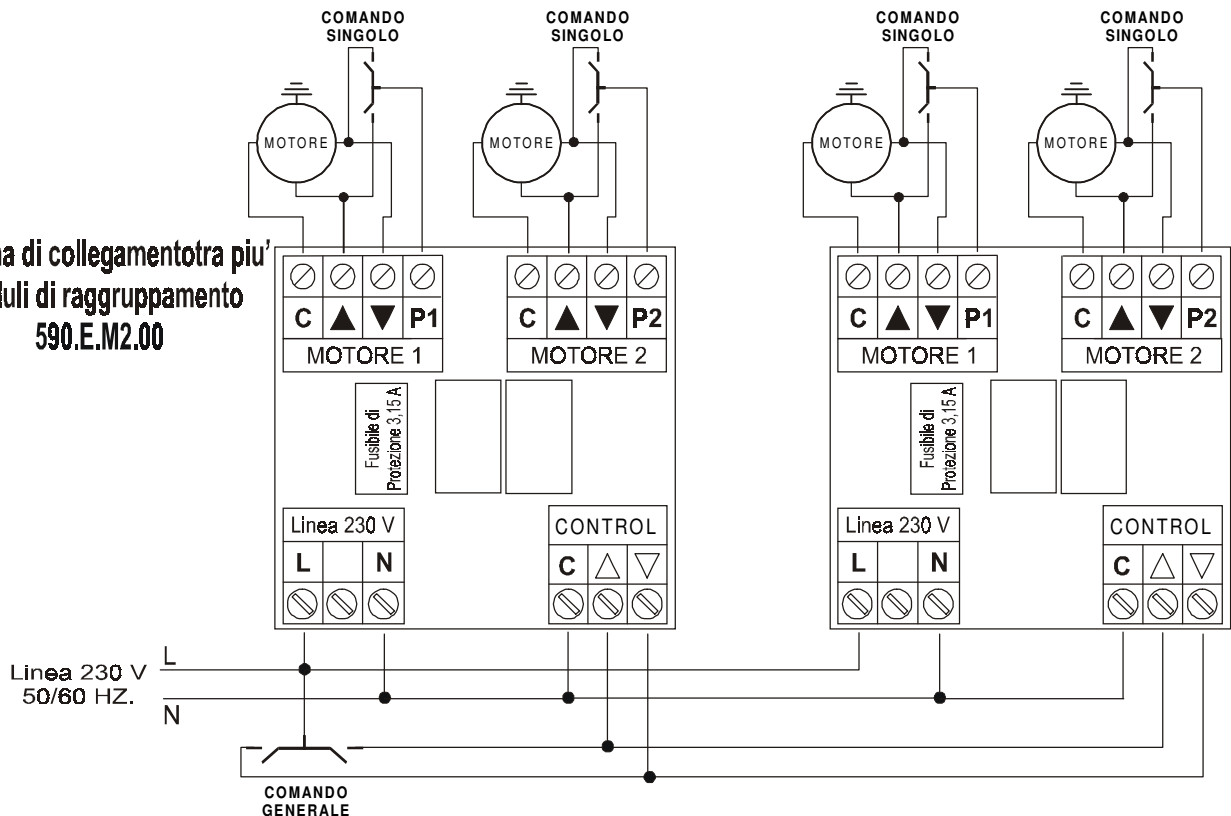 COMANDO
SINGOLO
COMANDO
SINGOLO
COMANDO
SINGOLO
COMANDO
SINGOLO
MOTORE
MOTORE
MOTORE
MOTORE
di collegamentotra piu'
di raggruppamento
590.E.M2.00
C ▲ ▼ P1
MOTORE 1
C ▲ ▼ P2
MOTORE 2
C ▲ ▼ P1
MOTORE 1
C ▲ ▼ P2
MOTORE 2
Fusibile di
Protezione 3,15 A
Fusibile di
Protezione 3,15 A
Linea 230 V
L N
CONTROL
C △ ▽
Linea 230 V
L N
CONTROL
C △ ▽
L
Linea 230 V
50/60 HZ.
N
COMANDO
GENERALE